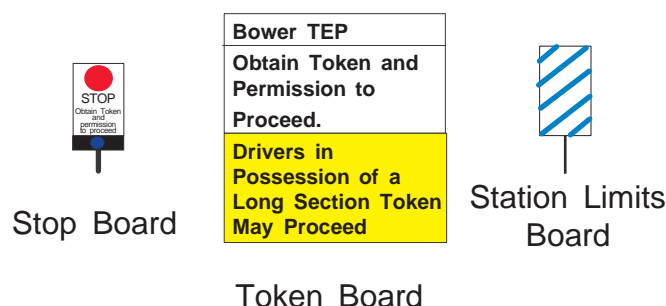 STOP
Obtain Token
and
permission
to proceed
Stop Board
Bower TEP
Obtain Token and
Permission to
Proceed.
Drivers in
Possession of a
Long Section Token
May Proceed
Token Board
Station Limits
Board